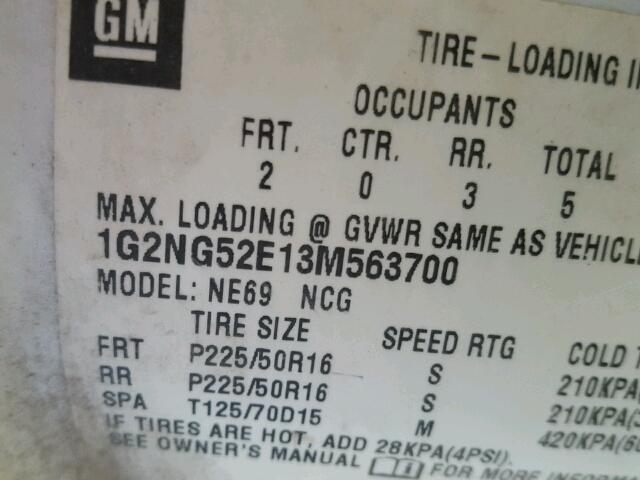 GM
TIRE-LOADING
OCCUPANTS
FRT. CTR. RR. TOTAL
2 0 3 5
MAX. LOADING @ GVWR SAME AS VEHICLE
1G2NG52E13M563700
MODEL: NE69 NCG
TIRE SIZE SPEED RTG COLD
FRT P225/50R16 S 210KPA
RR P225/50R16 S 210KPA
SPA T125/70D15 M 420KPA
IF TIRES ARE HOT, ADD 28KPA(4PSI).
SEE OWNER'S MANUAL FOR MORE